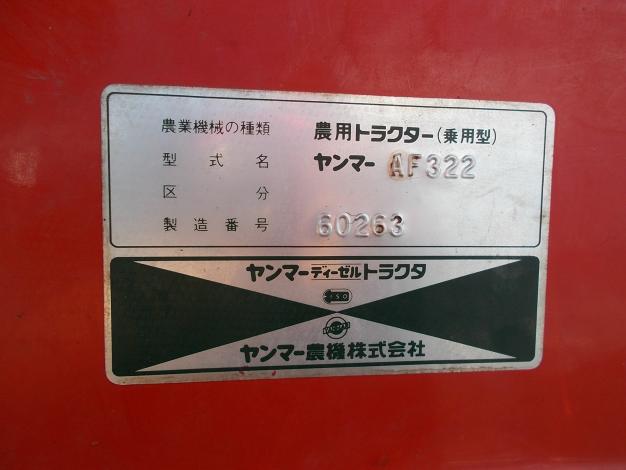 農業機械の種類 農用トラクター(乗用型)
型式名 ヤンマー AF322
区分
製造番号 60263
ヤンマーディーゼルトラクタ
ISO
YANMAR
ヤンマー農機株式会社